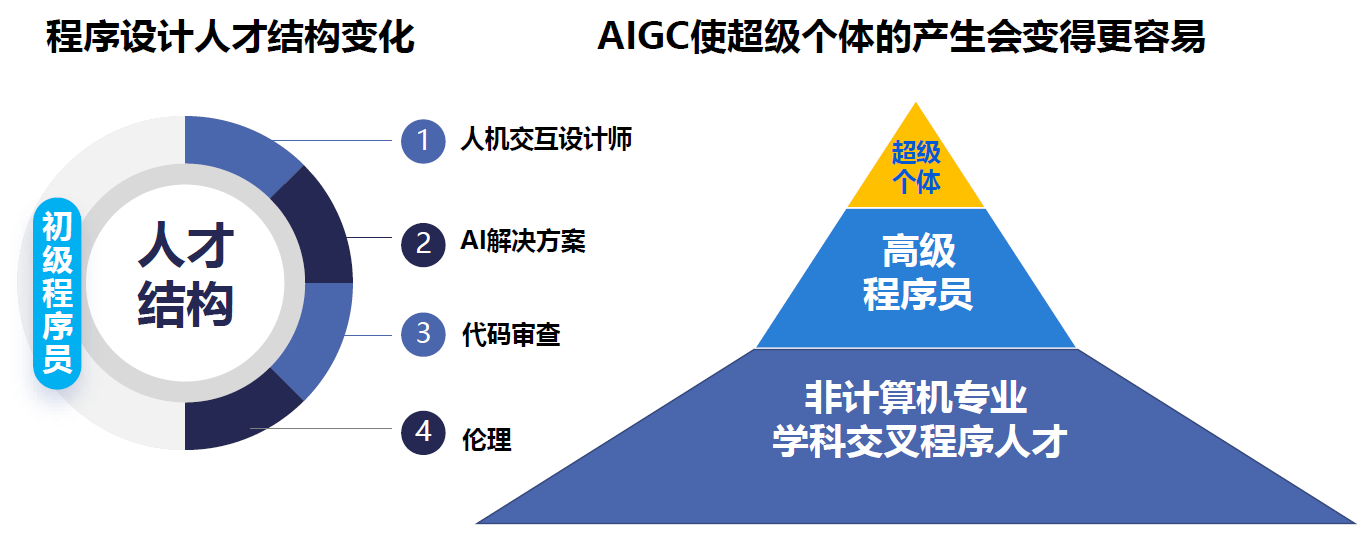 程序设计人才结构变化
AIGC使超级个体的产生会变得更容易
初级程序员
人才
结构
1 人机交互设计师
2 AI解决方案
3 代码审查
4 伦理
超级
个体
高级
程序员
非计算机专业
学科交叉程序人才